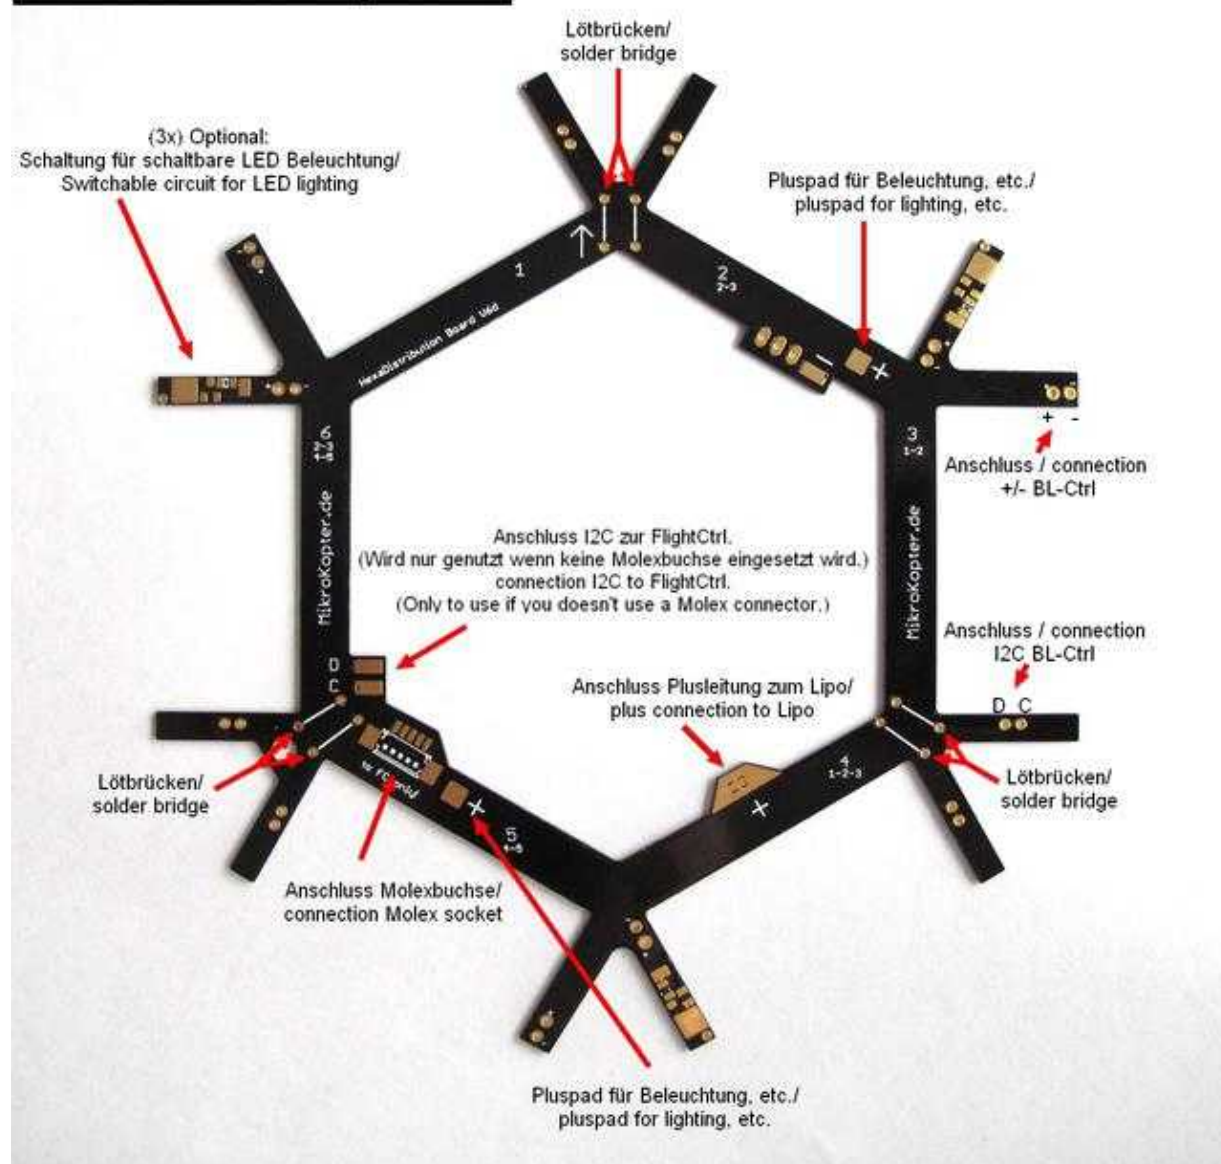 Lötbrücken/
solder bridge
(3x) Optional:
Schaltung für schaltbare LED Beleuchtung/
Switchable circuit for LED lighting
Pluspad für Beleuchtung, etc./
pluspad for lighting, etc.
1
2
2-3
HexaDistribution Board V6d
+
+ -
3
1-2
Anschluss / connection
+/- BL-Ctrl
6
MikroKopter.de
MikroKopter.de
Anschluss I2C zur FlightCtrl.
(Wird nur genutzt wenn keine Molexbuchse eingesetzt wird.)
connection I2C to FlightCtrl.
(Only to use if you doesn't use a Molex connector.)
Anschluss / connection
I2C BL-Ctrl
D C
D
C
Anschluss Plusleitung zum Lipo/
plus connection to Lipo
4
1-2-3
+
Lötbrücken/
solder bridge
Lötbrücken/
solder bridge
to FC
+
5
Anschluss Molexbuchse/
connection Molex socket
Pluspad für Beleuchtung, etc./
pluspad for lighting, etc.